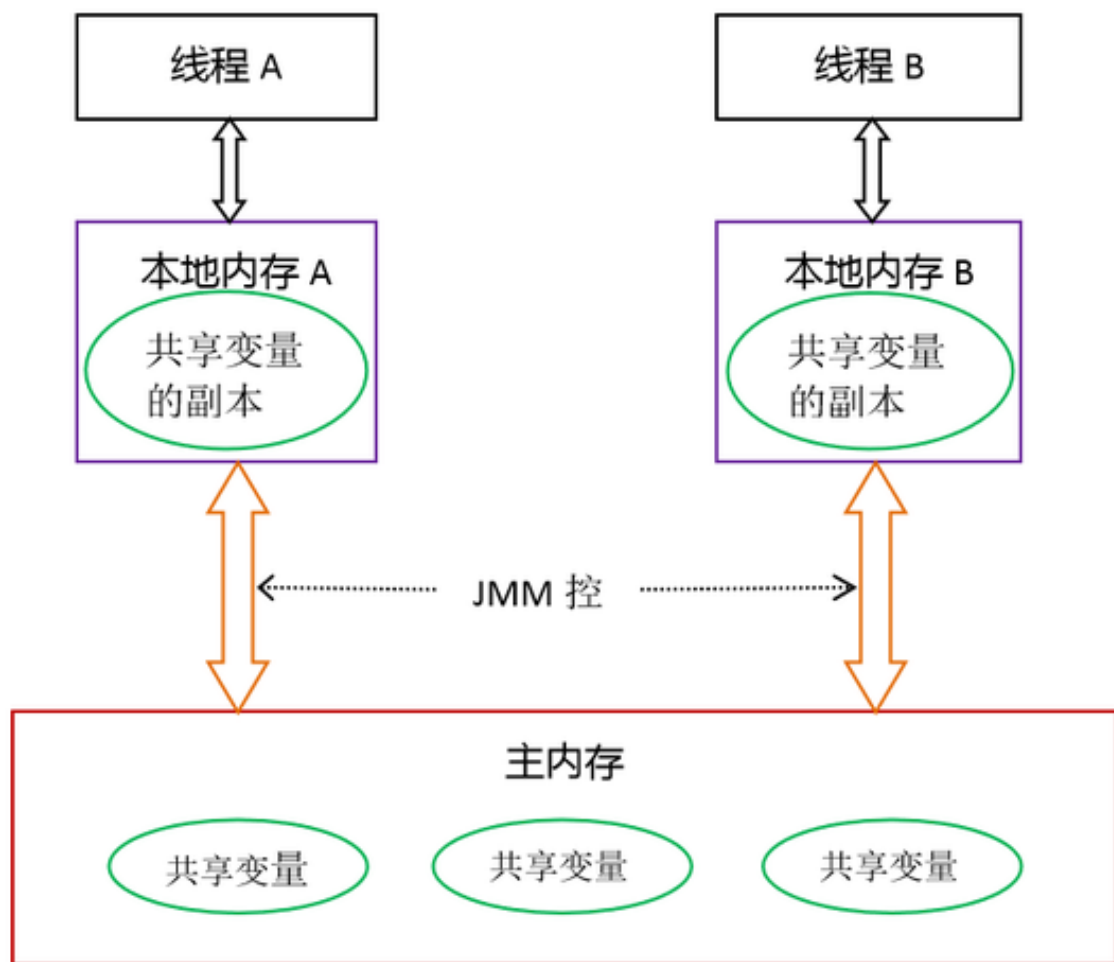 线程 A
线程 B
本地内存 A
本地内存 B
共享变量
的副本
共享变量
的副本
JMM 控
主内存
共享变量
共享变量
共享变量